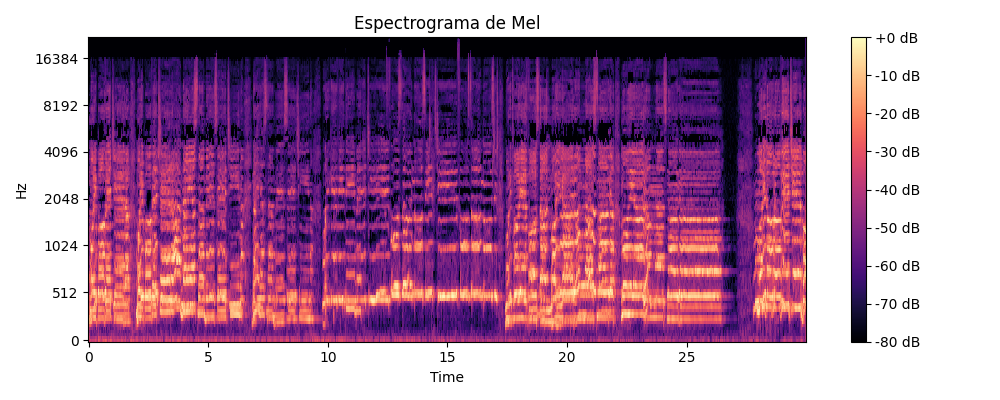 Espectrograma de Mel
Hz
16384
8192
4096
2048
1024
512
0
0 5 10 15 20 25
Time
+0 dB
-10 dB
-20 dB
-30 dB
-40 dB
-50 dB
-60 dB
-70 dB
-80 dB